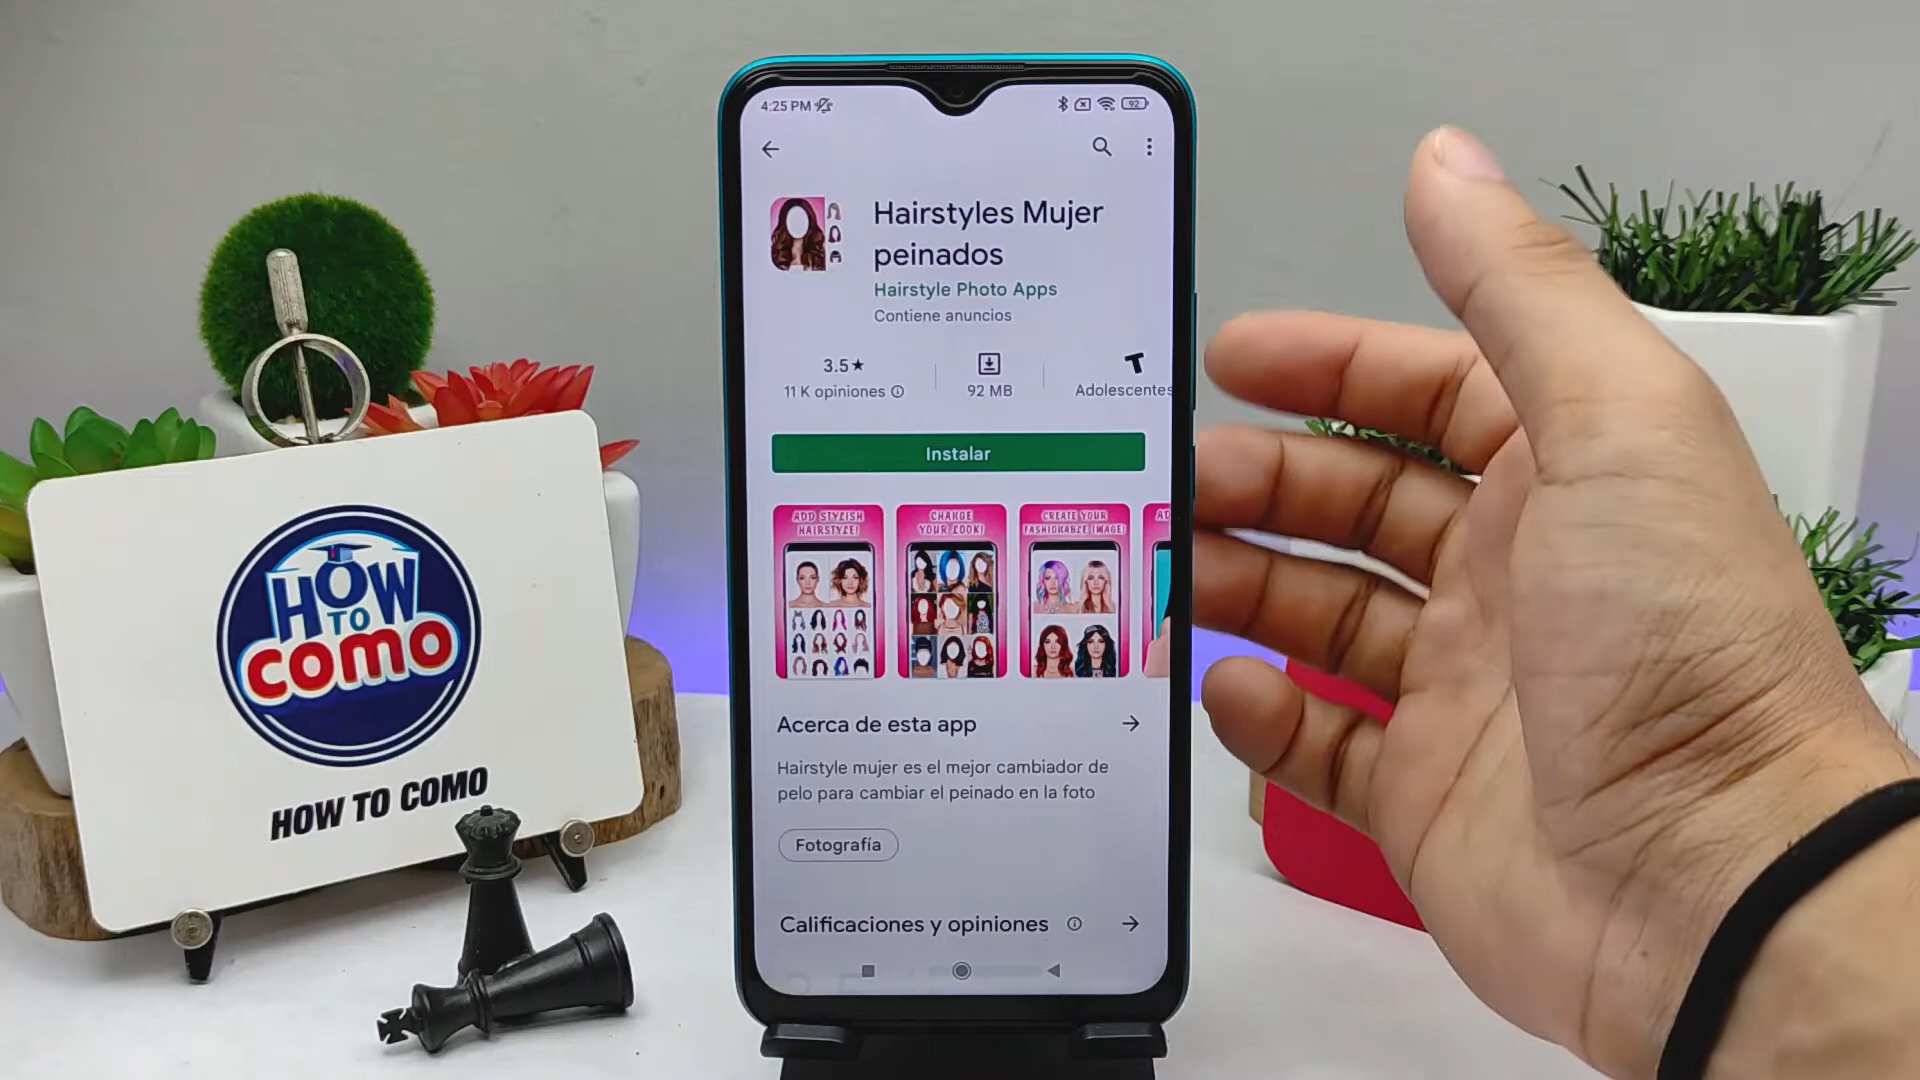 4:25 PM
92
Hairstyles Mujer
peinados
Hairstyle Photo Apps
Contiene anuncios
3.5★
11 K opiniones
92 MB
Adolescentes
Instalar
ADD STYLISH
HAIRSTYLE!
CHANGE
YOUR LOOK!
CREATE YOUR
FASHIONABLE IMAGE!
AD
Acerca de esta app
Hairstyle mujer es el mejor cambiador de
pelo para cambiar el peinado en la foto
Fotografía
Calificaciones y opiniones
HOW
TO
COMO
HOW TO COMO